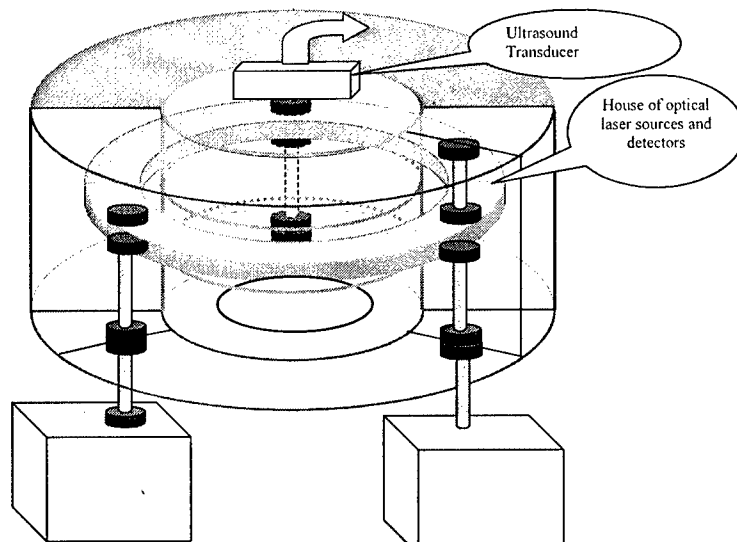 Ultrasound
Transducer
House of optical
laser sources and
detectors